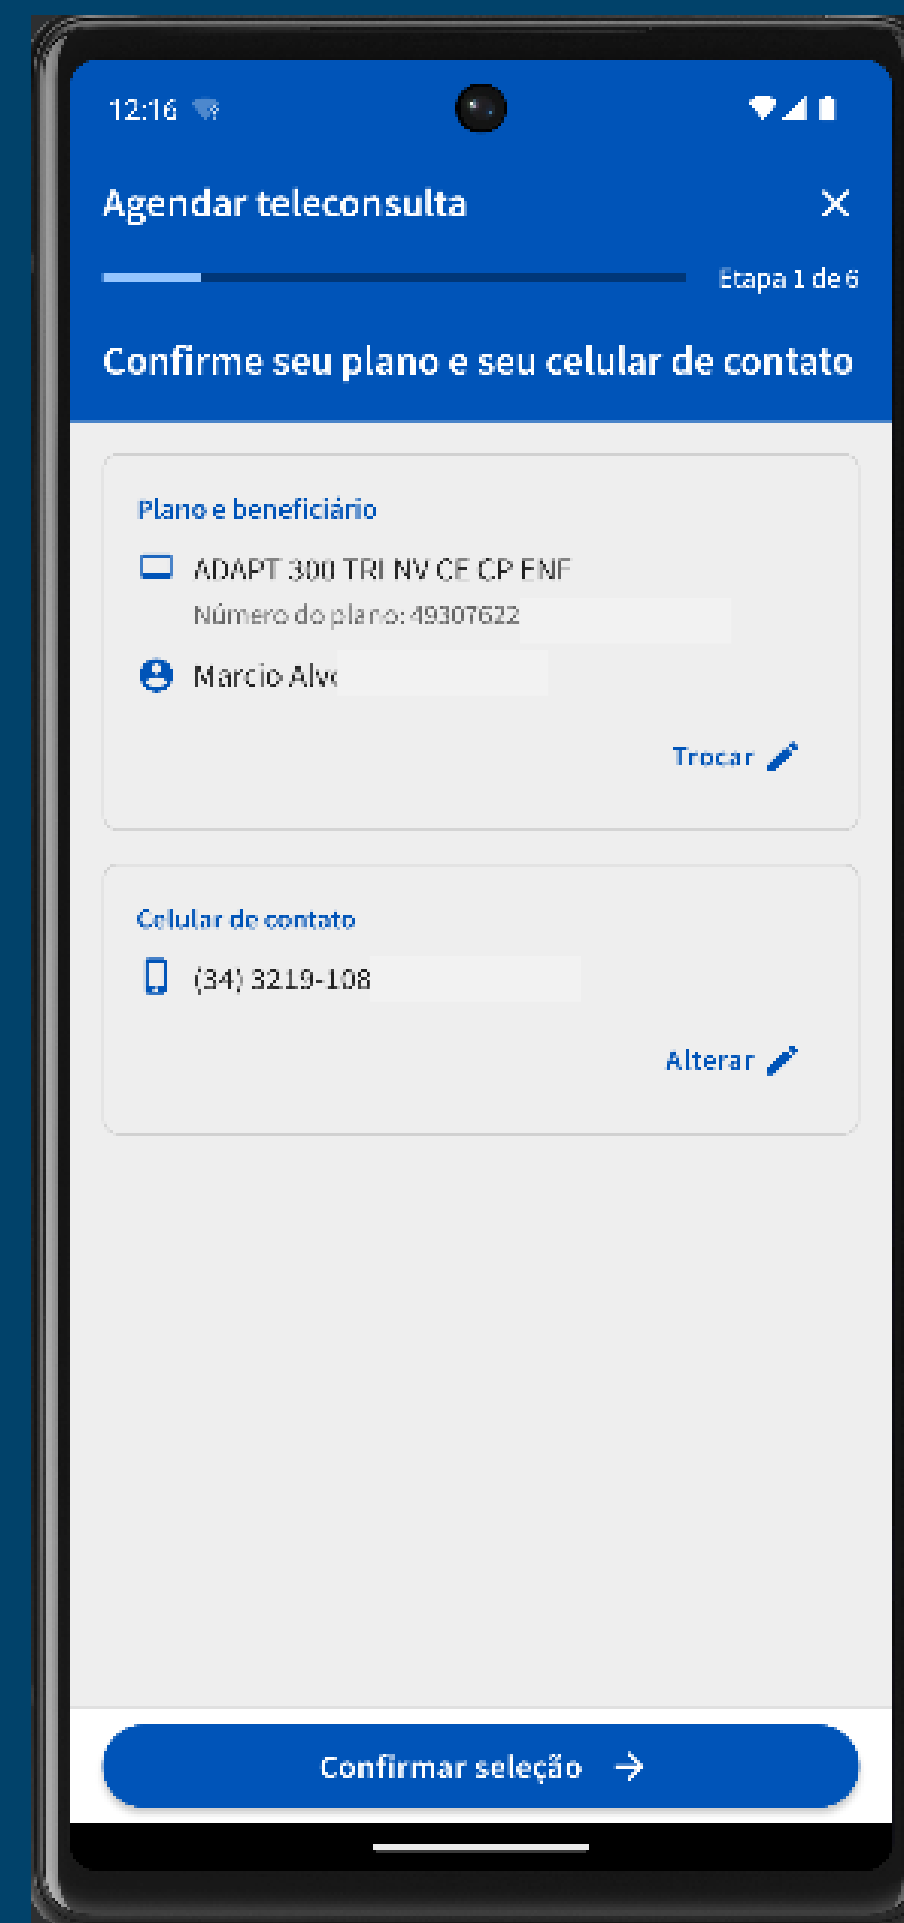 12:16
Agendar teleconsulta
Etapa 1 de 6
Confirme seu plano e seu celular de contato
Plano e beneficiário
ADAPT 300 TRI NV CE CP ENF
Número do plano: 49307622
Marcio Alv
Trocar
Celular de contato
(34) 3219-108
Alterar
Confirmar seleção